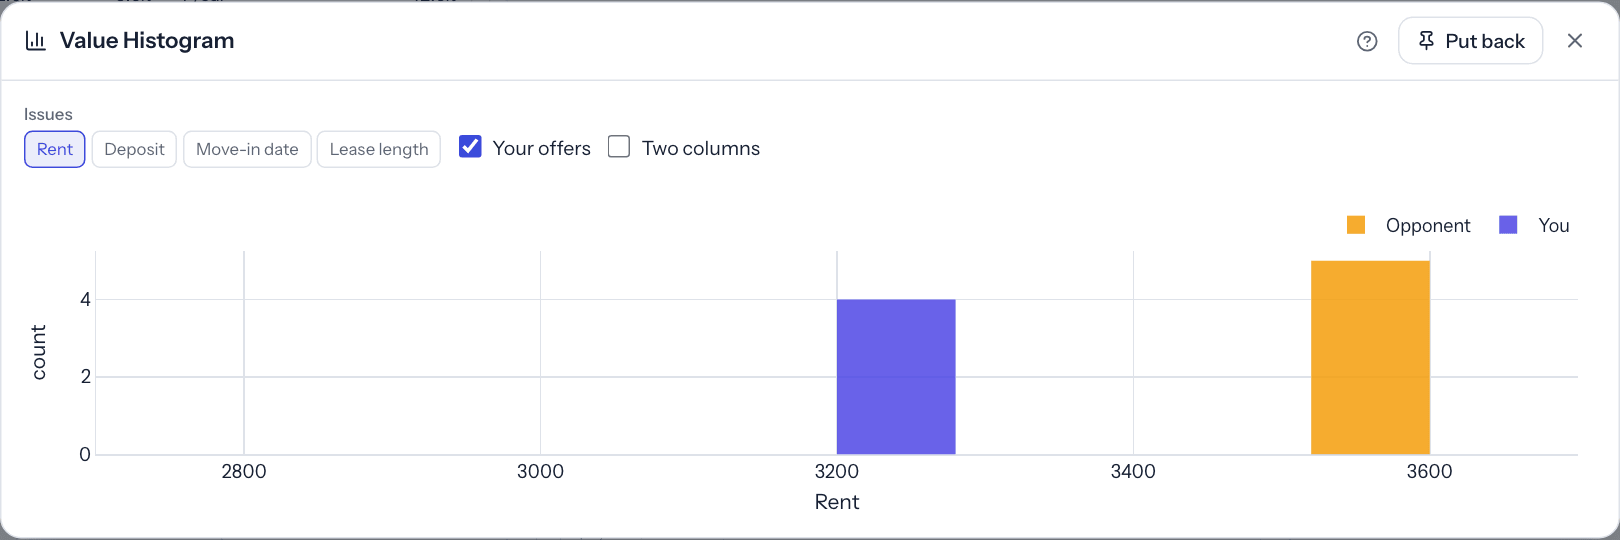 Value Histogram
Put back
Issues
Rent
Deposit
Move-in date
Lease length
Your offers
Two columns
Opponent
You
count
4
2
0
2800
3000
3200
3400
3600
Rent